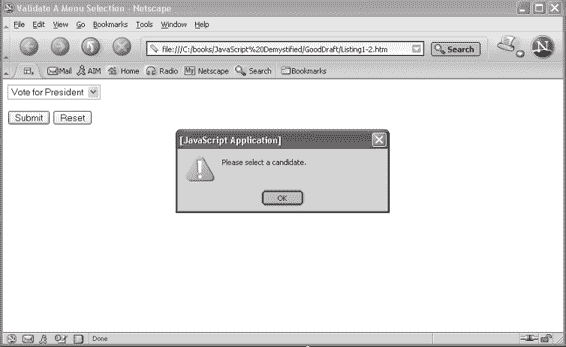 Validate A Menu Selection - Netscape
File Edit View Go Bookmarks Tools Window Help
file:///C:/books/JavaScript%20Demystified/GoodDraft/Listing1-2.htm Search N
Mail AIM Home Radio Netscape Search Bookmarks
Vote for President
Submit Reset
[JavaScript Application]
Please select a candidate.
OK
Done